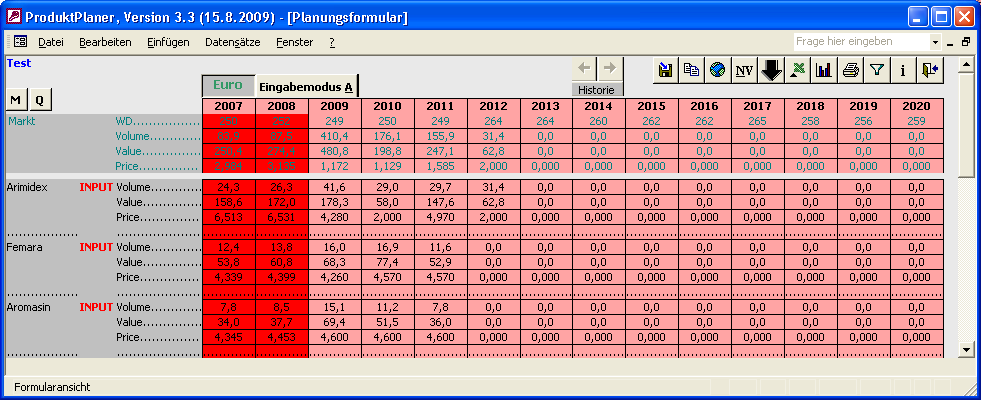 ProduktPlaner, Version 3.3 (15.8.2009) - [Planungsformular]
Datei Bearbeiten Einfügen Datensätze Fenster ? Frage hier eingeben
Test
Euro Eingabemodus A Historie NV i
M Q
2007 2008 2009 2010 2011 2012 2013 2014 2015 2016 2017 2018 2019 2020
Markt WD................. 250 252 249 250 249 264 264 260 262 262 265 258 256 259
Volume............. 410,4 176,1 155,9 31,4 0,0 0,0 0,0 0,0 0,0 0,0 0,0 0,0
Value................ 480,8 198,8 247,1 62,8 0,0 0,0 0,0 0,0 0,0 0,0 0,0 0,0
Price................ 1,172 1,129 1,585 2,000 0,000 0,000 0,000 0,000 0,000 0,000 0,000 0,000
Arimidex INPUT Volume............. 24,3 26,3 41,6 29,0 29,7 31,4 0,0 0,0 0,0 0,0 0,0 0,0 0,0 0,0
Value................ 158,6 172,0 178,3 58,0 147,6 62,8 0,0 0,0 0,0 0,0 0,0 0,0 0,0 0,0
Price................ 6,513 6,531 4,280 2,000 4,970 2,000 0,000 0,000 0,000 0,000 0,000 0,000 0,000 0,000
Femara INPUT Volume............. 12,4 13,8 16,0 16,9 11,6 0,0 0,0 0,0 0,0 0,0 0,0 0,0 0,0 0,0
Value................ 53,8 60,8 68,3 77,4 52,9 0,0 0,0 0,0 0,0 0,0 0,0 0,0 0,0 0,0
Price................ 4,339 4,399 4,260 4,570 4,570 0,000 0,000 0,000 0,000 0,000 0,000 0,000 0,000 0,000
Aromasin INPUT Volume............. 7,8 8,5 15,1 11,2 7,8 0,0 0,0 0,0 0,0 0,0 0,0 0,0 0,0 0,0
Value................ 34,0 37,7 69,4 51,5 36,0 0,0 0,0 0,0 0,0 0,0 0,0 0,0 0,0 0,0
Price................ 4,345 4,453 4,600 4,600 4,600 0,000 0,000 0,000 0,000 0,000 0,000 0,000 0,000 0,000
Formularansicht